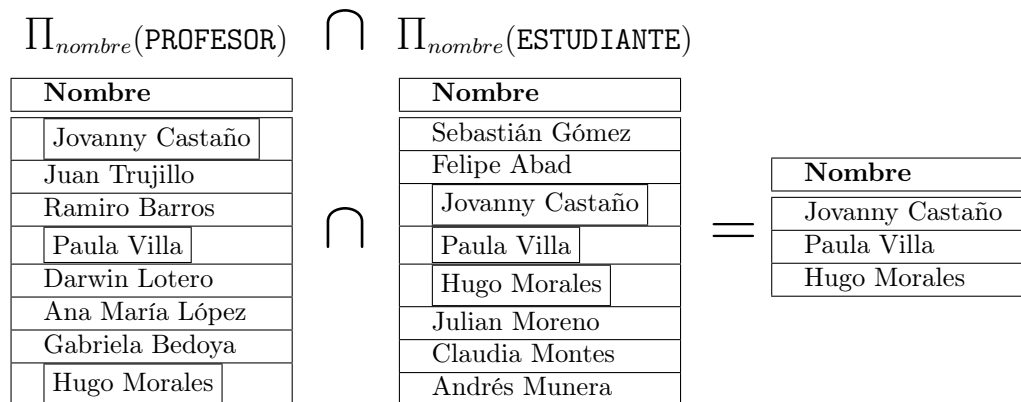 ∏nombre(PROFESOR) ∩ ∏nombre(ESTUDIANTE)
Nombre
Jovanny Castaño
Juan Trujillo
Ramiro Barros
Paula Villa
Darwin Lotero
Ana María López
Gabriela Bedoya
Hugo Morales
∩
Nombre
Sebastián Gómez
Felipe Abad
Jovanny Castaño
Paula Villa
Hugo Morales
Julian Moreno
Claudia Montes
Andrés Munera
=
Nombre
Jovanny Castaño
Paula Villa
Hugo Morales